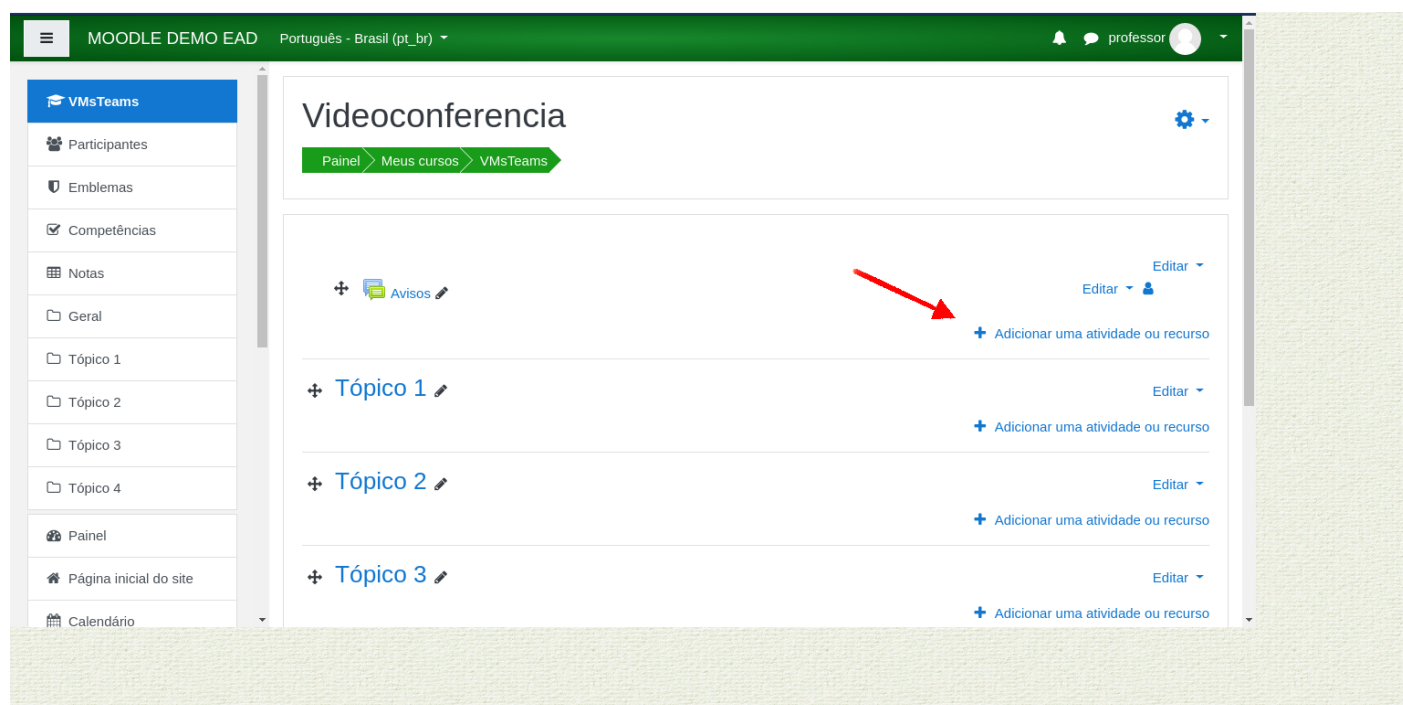 MOODLE DEMO EAD Português - Brasil (pt_br) professor
VMsTeams
Participantes
Emblemas
Competências
Notas
Geral
Tópico 1
Tópico 2
Tópico 3
Tópico 4
Painel
Página inicial do site
Calendário
Videoconferencia
Painel Meus cursos VMsTeams
Editar
Avisos Editar
Adicionar uma atividade ou recurso
Tópico 1 Editar
Adicionar uma atividade ou recurso
Tópico 2 Editar
Adicionar uma atividade ou recurso
Tópico 3 Editar
Adicionar uma atividade ou recurso